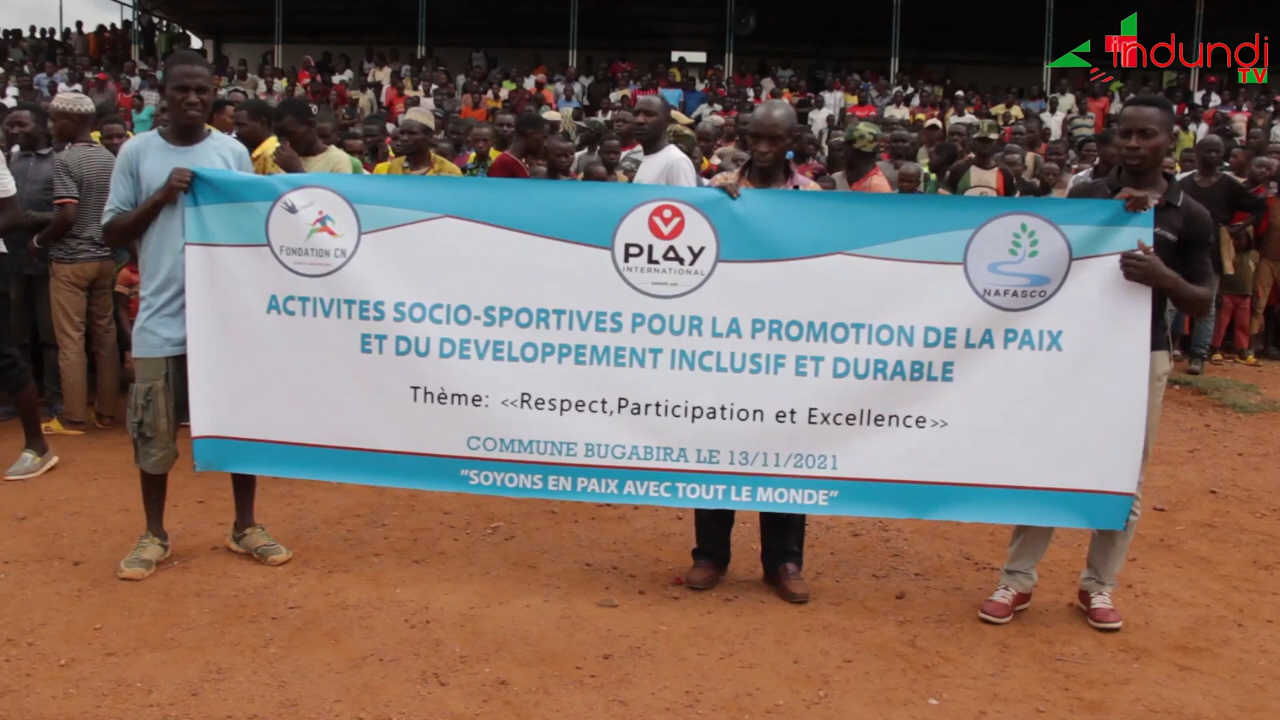 imndundi
TV
FONDATION CN
PLAY
INTERNATIONAL
NAFASCO
ACTIVITES SOCIO-SPORTIVES POUR LA PROMOTION DE LA PAIX
ET DU DEVELOPPEMENT INCLUSIF ET DURABLE
Thème: <<Respect,Participation et Excellence>>
COMMUNE BUGABIRA LE 13/11/2021
"SOYONS EN PAIX AVEC TOUT LE MONDE"